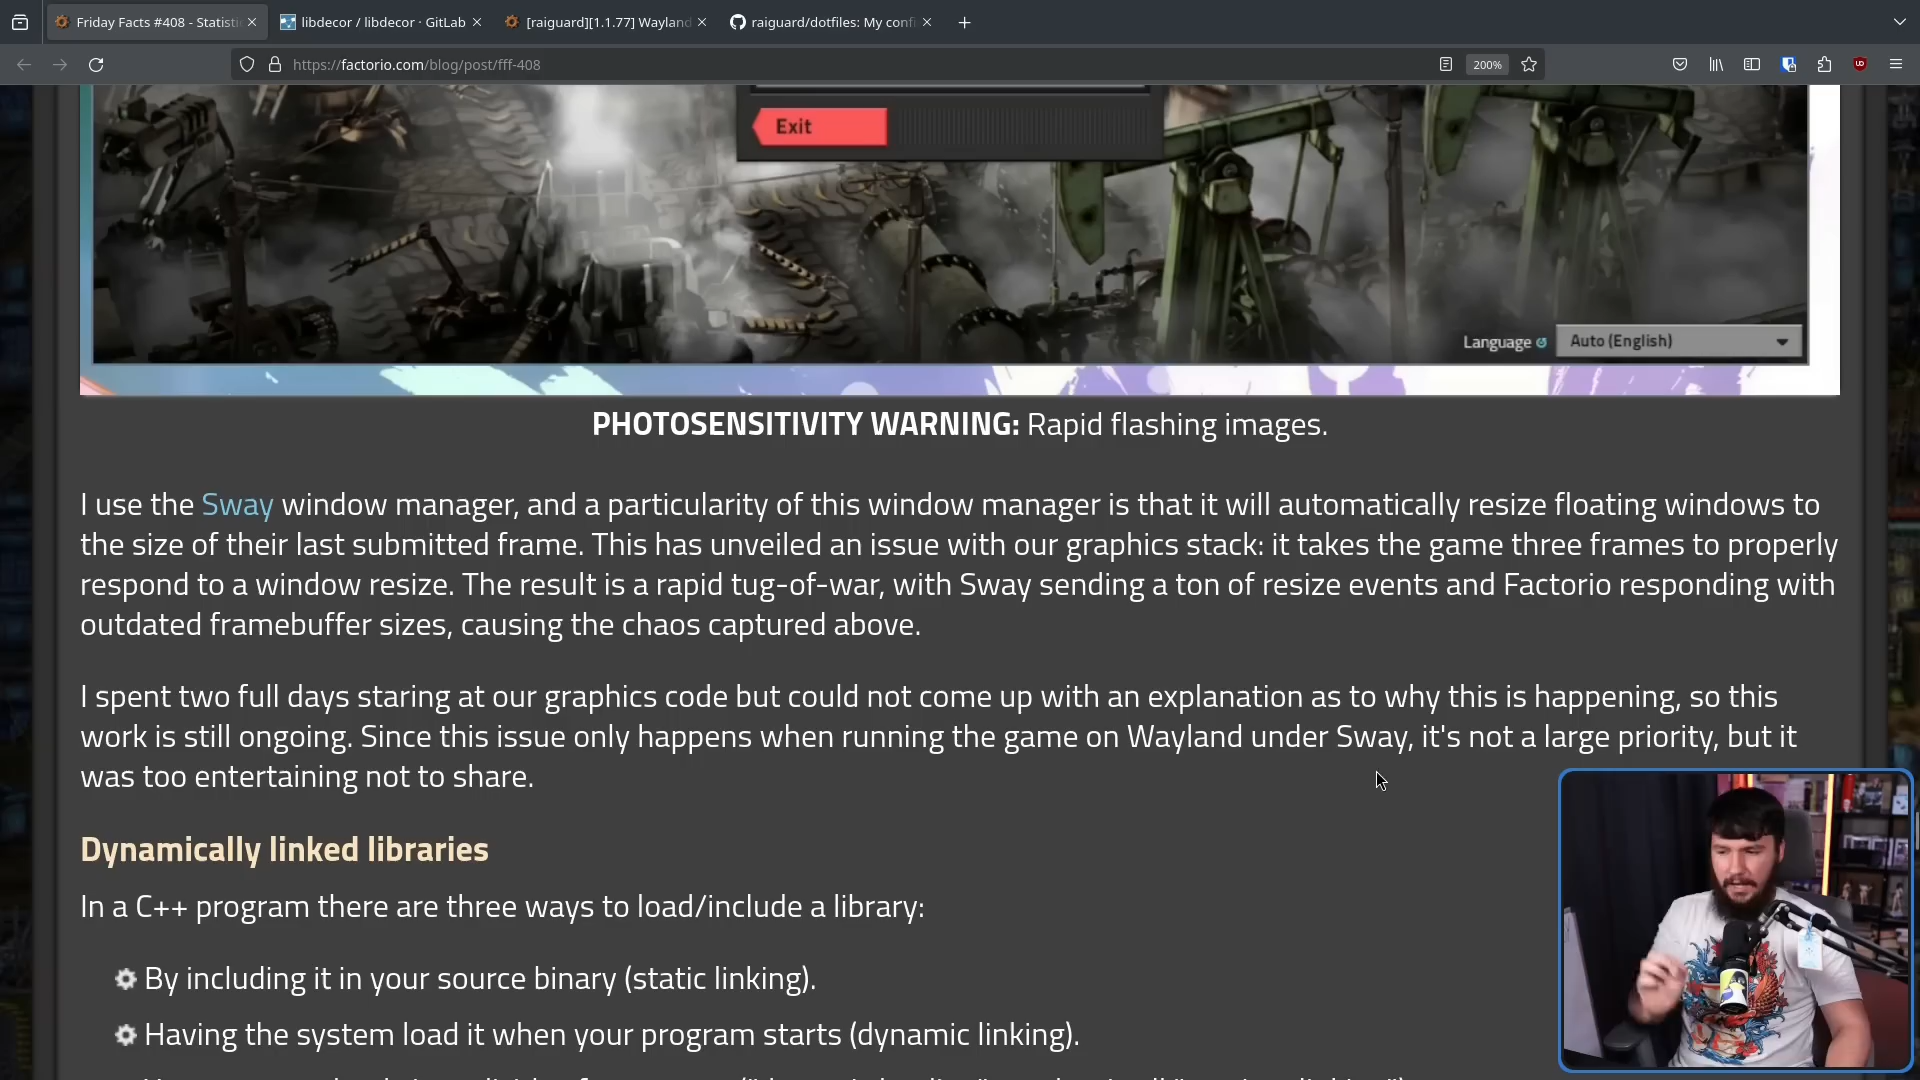 Friday Facts #408 - Statisti
libdecor / libdecor · GitLab
[raiguard][1.1.77] Wayland
raiguard/dotfiles: My conf
https://factorio.com/blog/post/fff-408
200%
Exit
Language
Auto (English)
PHOTOSENSITIVITY WARNING: Rapid flashing images.
I use the Sway window manager, and a particularity of this window manager is that it will automatically resize floating windows to
the size of their last submitted frame. This has unveiled an issue with our graphics stack: it takes the game three frames to properly
respond to a window resize. The result is a rapid tug-of-war, with Sway sending a ton of resize events and Factorio responding with
outdated framebuffer sizes, causing the chaos captured above.
I spent two full days staring at our graphics code but could not come up with an explanation as to why this is happening, so this
work is still ongoing. Since this issue only happens when running the game on Wayland under Sway, it's not a large priority, but it
was too entertaining not to share.
Dynamically linked libraries
In a C++ program there are three ways to load/include a library:
By including it in your source binary (static linking).
Having the system load it when your program starts (dynamic linking).